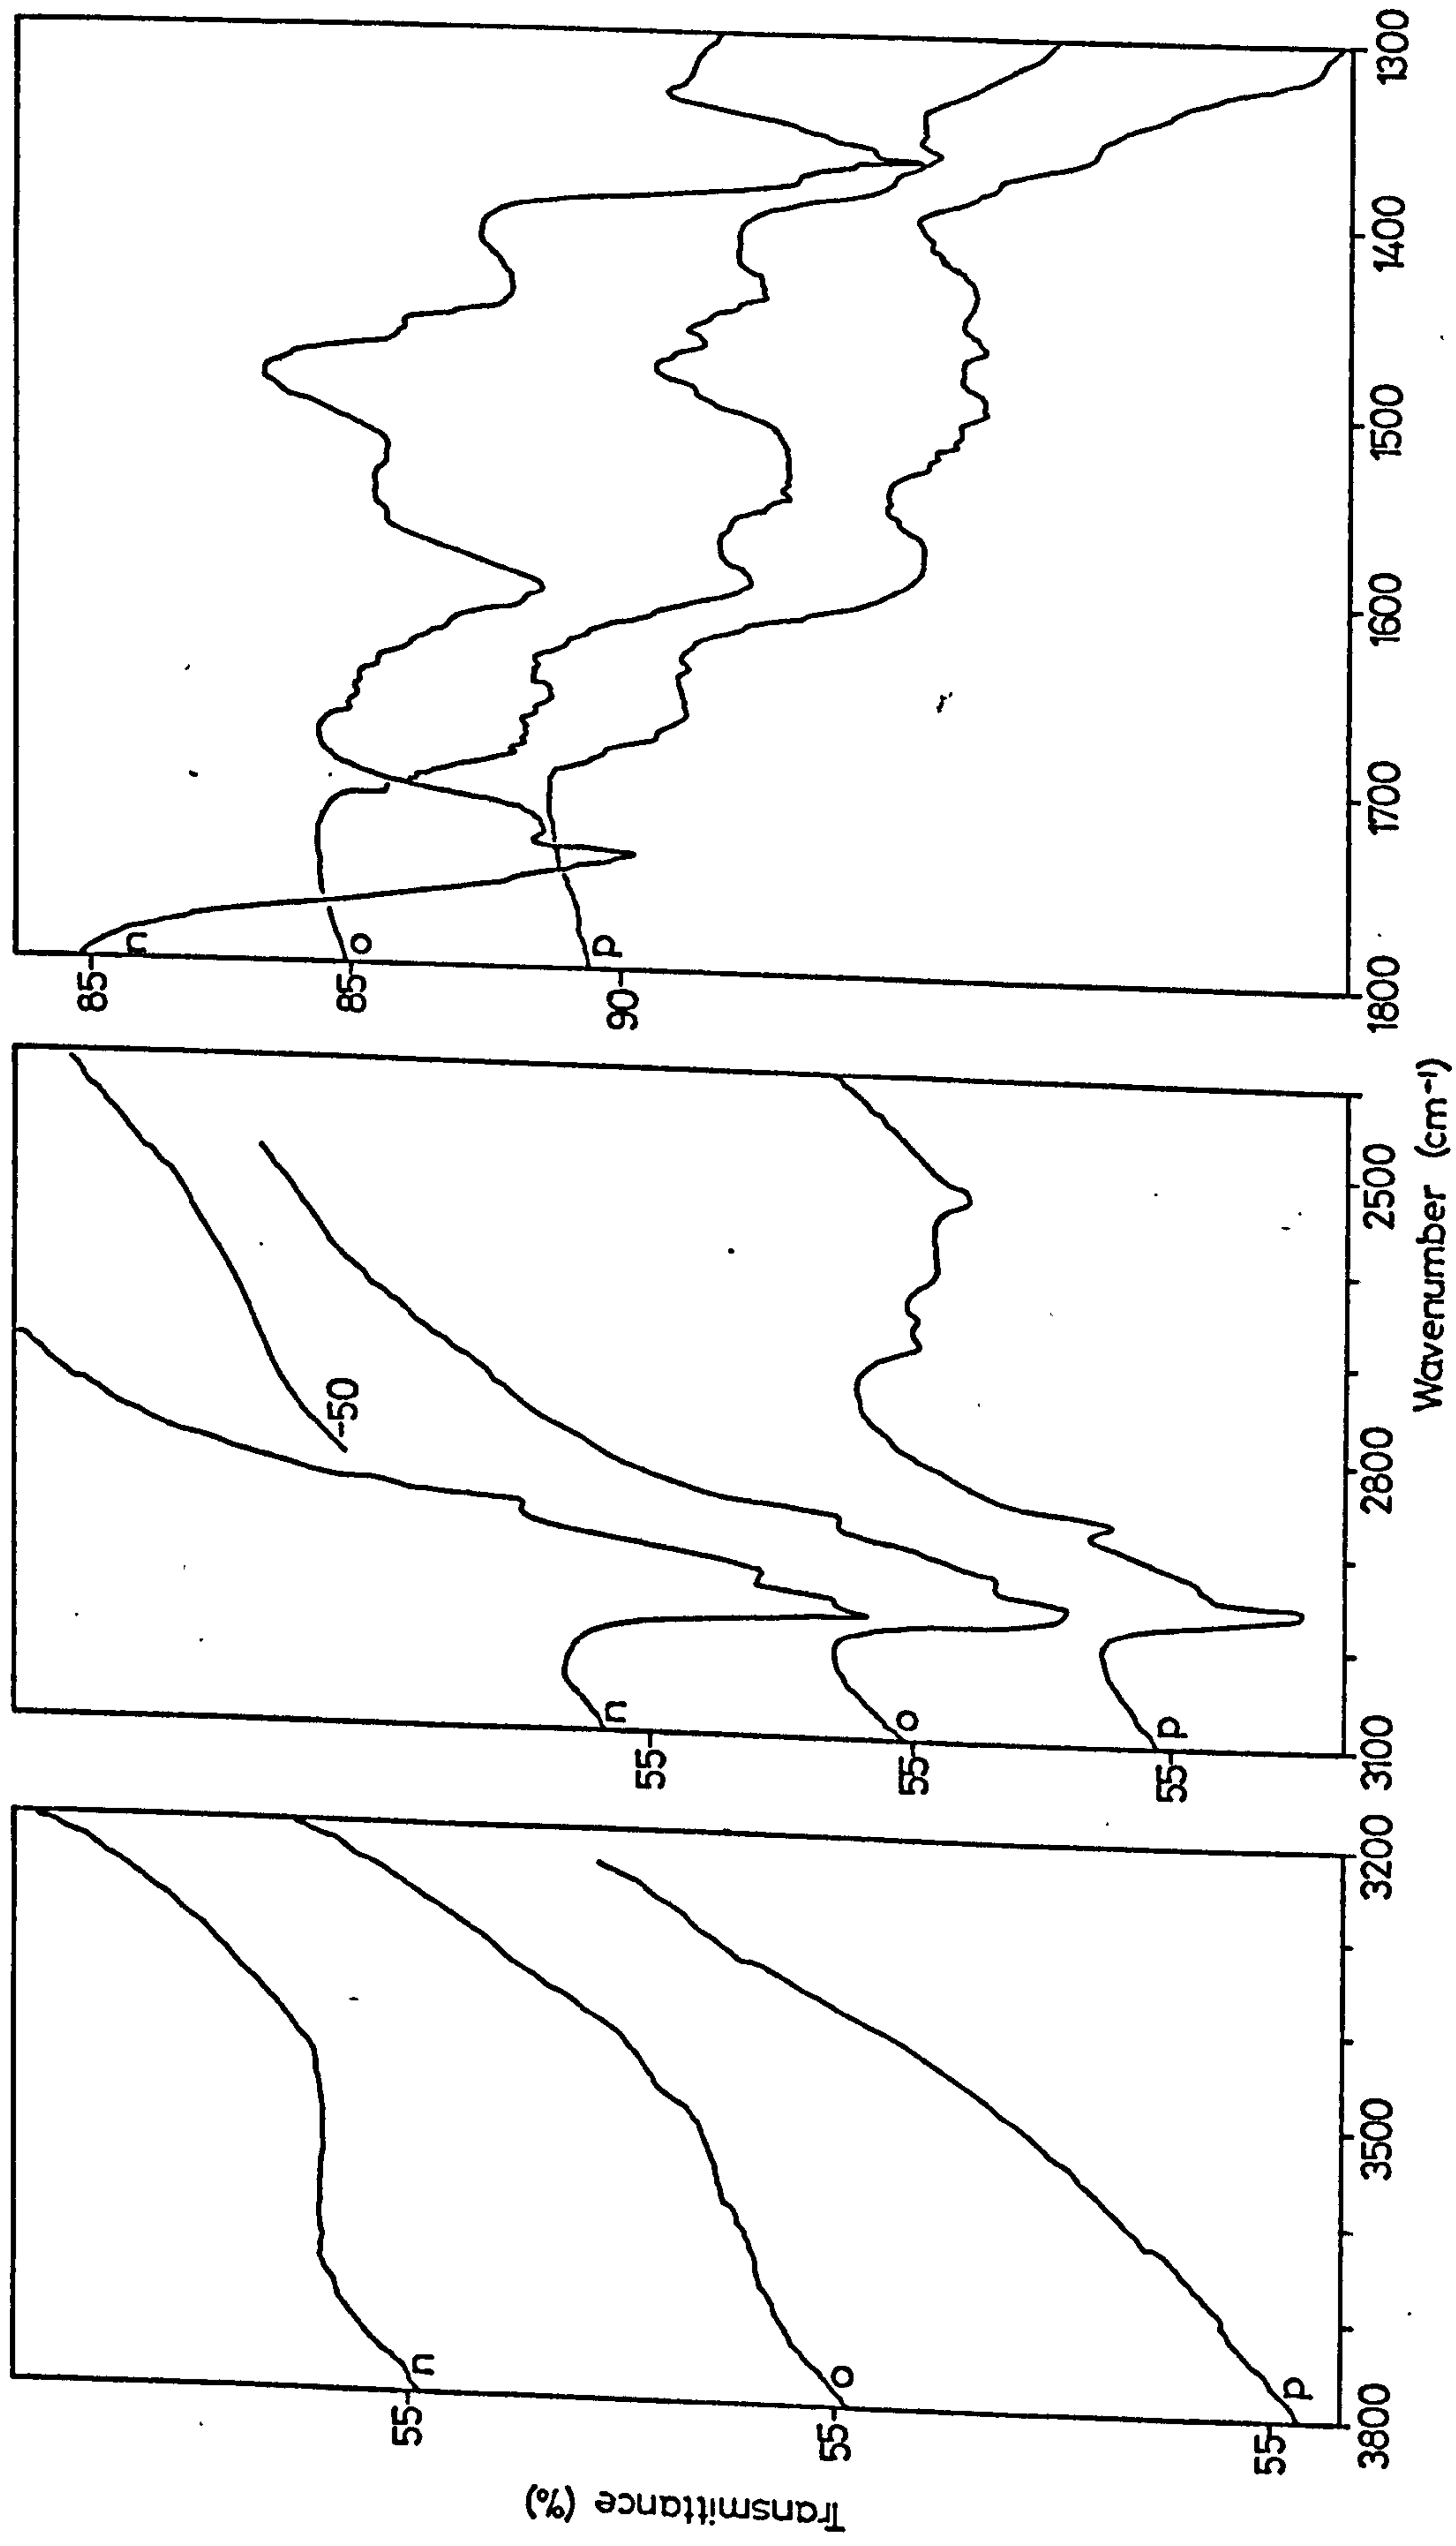 Transmittance (%)
55
55
55
n
o
p
3800
3500
3200
55
55
55
n
o
p
-50
3100
2800
2500
85
85
90
n
o
p
1800
1700
1600
1500
1400
1300
Wavenumber (cm⁻¹)